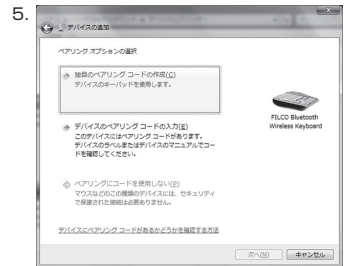 5.
デバイスの追加
ペアリング オプションの選択
独自のペアリング コードの作成(C)
デバイスのキーパッドを使用します。
デバイスのペアリング コードの入力(E)
このデバイスにはペアリング コードがあります。
デバイスのラベルまたはデバイスのマニュアルでコー
ドを確認してください。
ペアリングにコードを使用しない(P)
マウスなどのこの種類のデバイスには、セキュリティ
で保護された接続は必要ありません。
FILCO Bluetooth
Wireless Keyboard
デバイスにペアリング コードがあるかどうかを確認する方法
次へ(N)
キャンセル